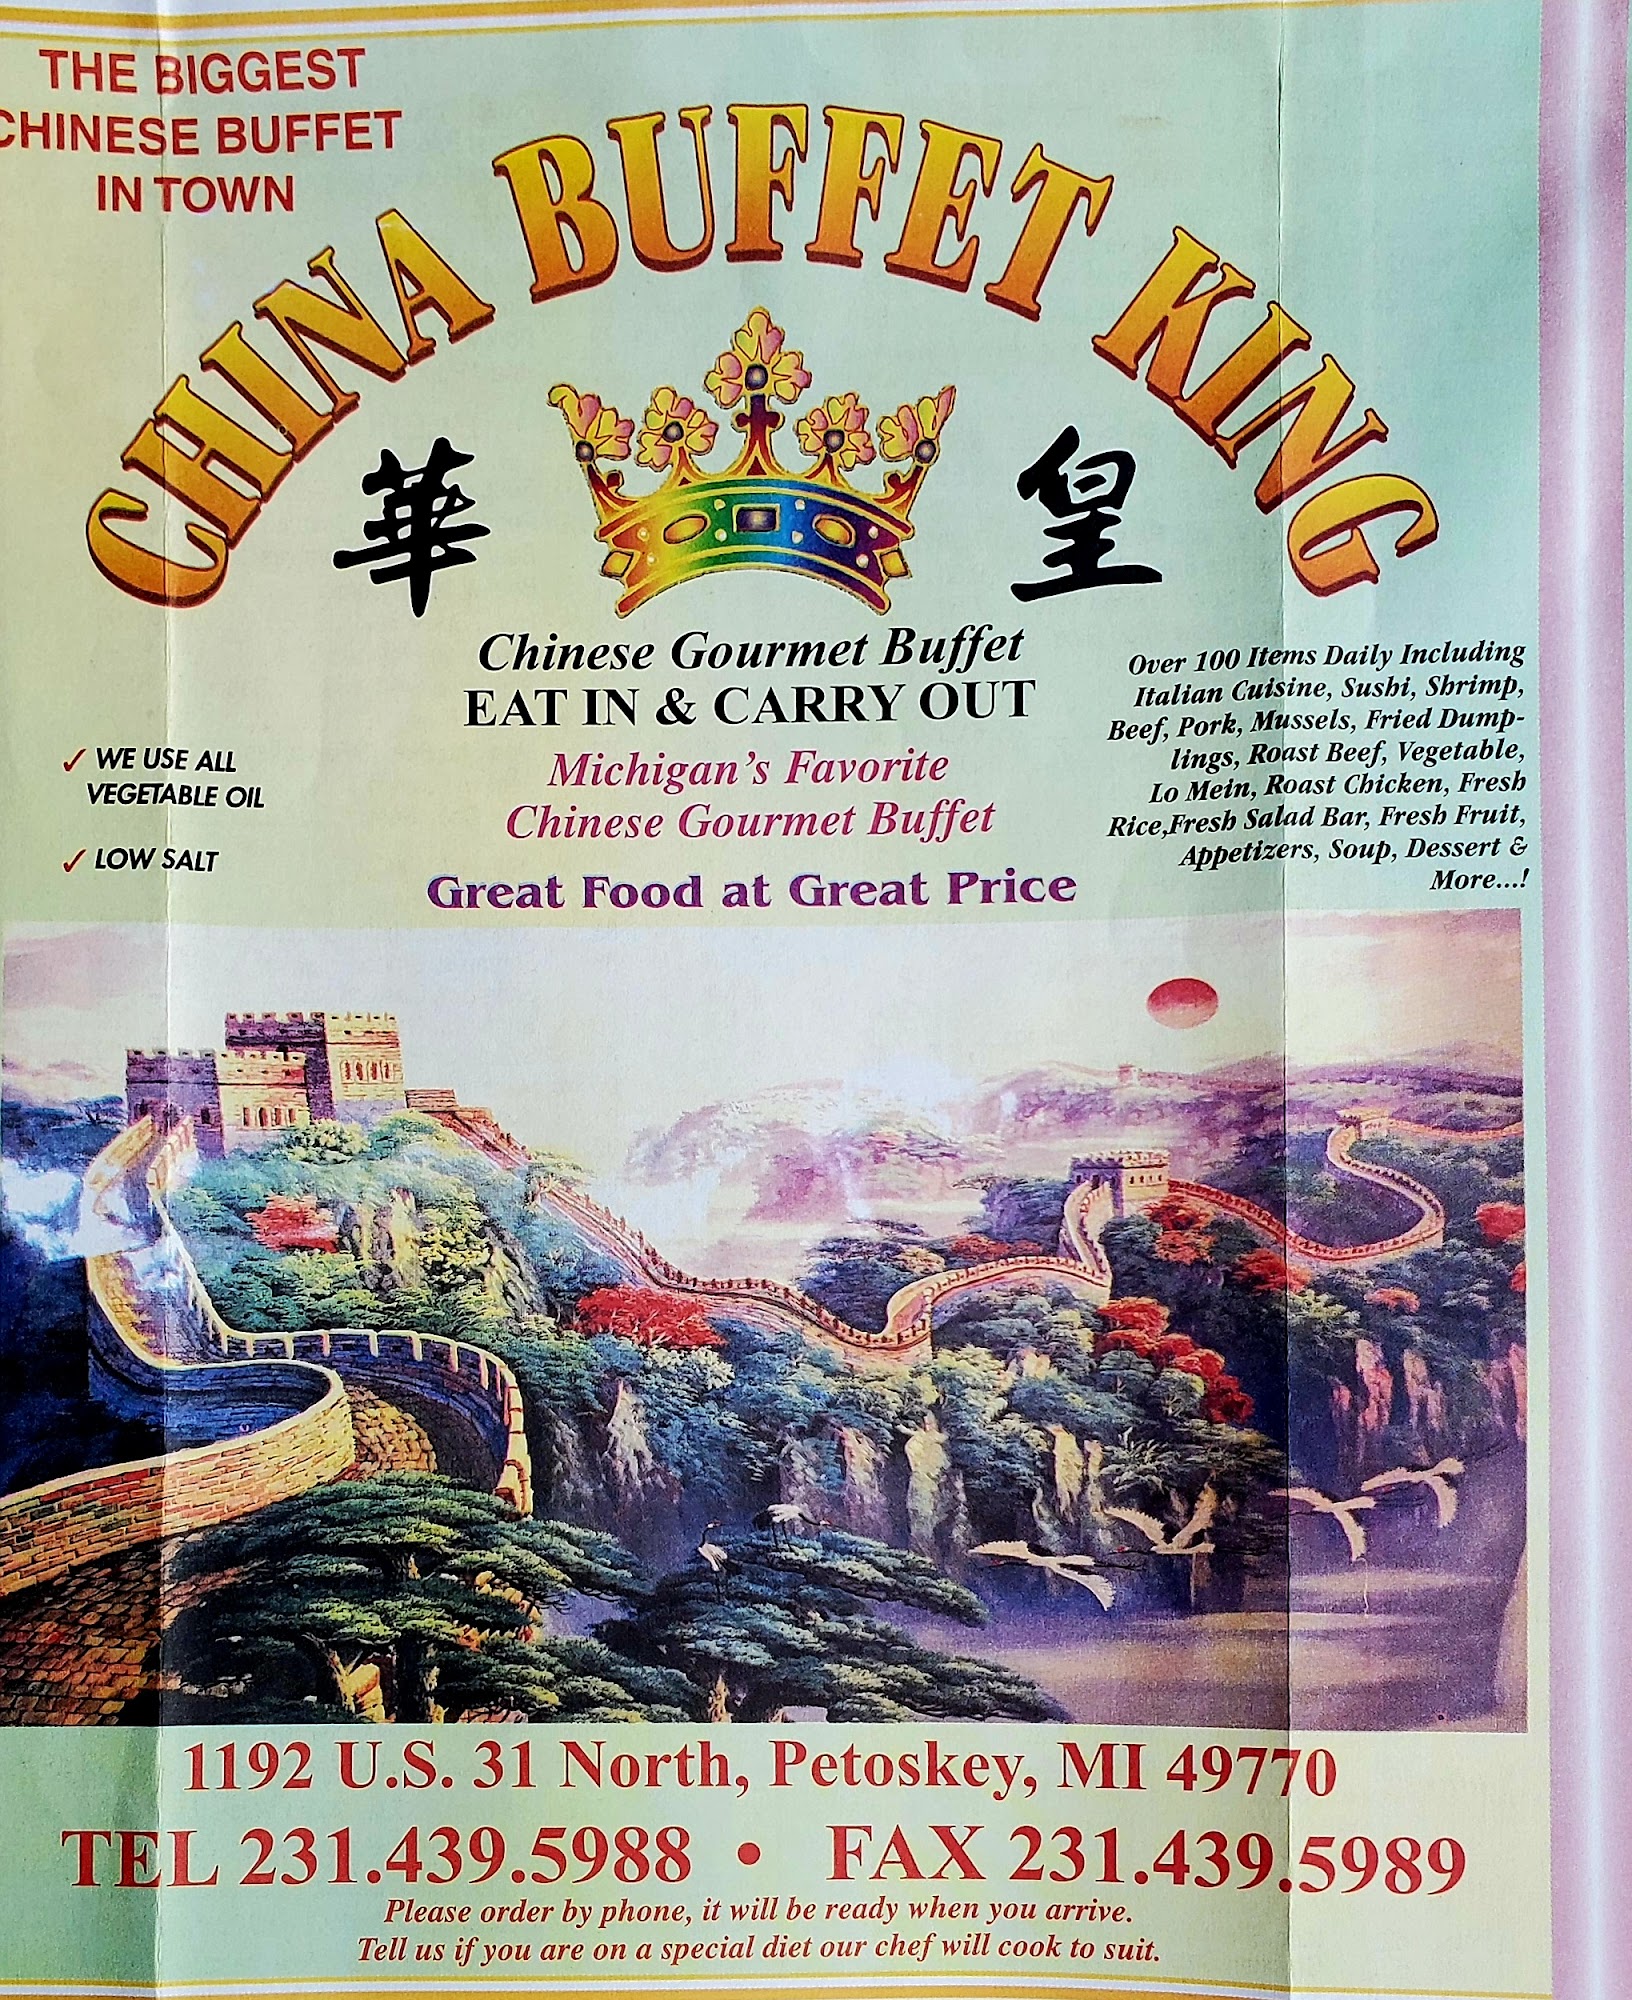 THE BIGGEST
CHINESE BUFFET
IN TOWN
CHINA BUFFET KING
華 皇
Chinese Gourmet Buffet
EAT IN & CARRY OUT
Michigan's Favorite
Chinese Gourmet Buffet
Great Food at Great Price
✓ WE USE ALL
VEGETABLE OIL
✓ LOW SALT
Over 100 Items Daily Including
Italian Cuisine, Sushi, Shrimp,
Beef, Pork, Mussels, Fried Dump-
lings, Roast Beef, Vegetable,
Lo Mein, Roast Chicken, Fresh
Rice,Fresh Salad Bar, Fresh Fruit,
Appetizers, Soup, Dessert &
More...!
1192 U.S. 31 North, Petoskey, MI 49770
TEL 231.439.5988 • FAX 231.439.5989
Please order by phone, it will be ready when you arrive.
Tell us if you are on a special diet our chef will cook to suit.